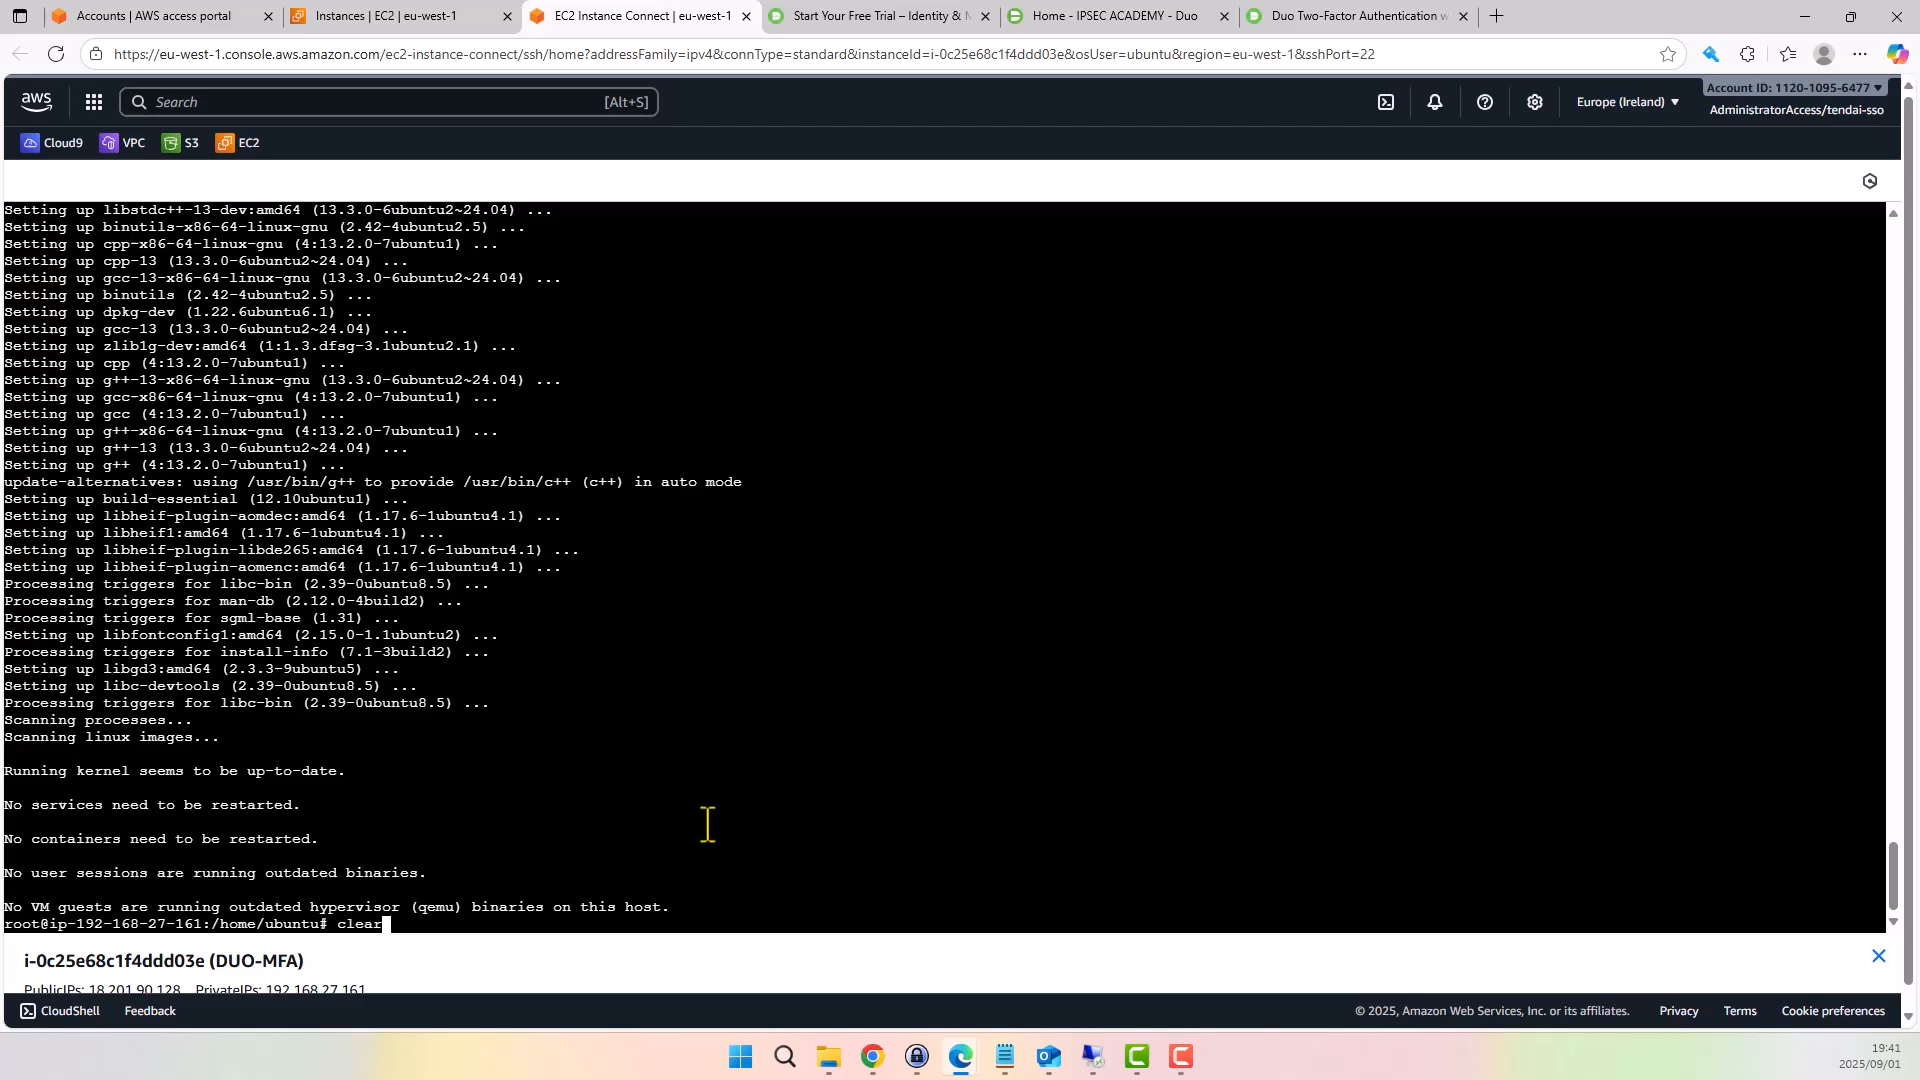 Accounts | AWS access portal
Instances | EC2 | eu-west-1
EC2 Instance Connect | eu-west-1
Start Your Free Trial – Identity &
Home - IPSEC ACADEMY - Duo
Duo Two-Factor Authentication
https://eu-west-1.console.aws.amazon.com/ec2-instance-connect/ssh/home?addressFamily=ipv4&connType=standard&instanceId=i-0c25e68c1f4ddd03e&osUser=ubuntu&region=eu-west-1&sshPort=22
aws
Search
[Alt+S]
Europe (Ireland)
Account ID: 1120-1095-6477
AdministratorAccess/tendai-sso
Cloud9
VPC
S3
EC2
Setting up libstdc++-13-dev:amd64 (13.3.0-6ubuntu2~24.04) ...
Setting up binutils-x86-64-linux-gnu (2.42-4ubuntu2.5) ...
Setting up cpp-x86-64-linux-gnu (4:13.2.0-7ubuntu1) ...
Setting up cpp-13 (13.3.0-6ubuntu2~24.04) ...
Setting up gcc-13-x86-64-linux-gnu (13.3.0-6ubuntu2~24.04) ...
Setting up binutils (2.42-4ubuntu2.5) ...
Setting up dpkg-dev (1.22.6ubuntu6.1) ...
Setting up gcc-13 (13.3.0-6ubuntu2~24.04) ...
Setting up zlib1g-dev:amd64 (1:1.3.dfsg-3.1ubuntu2.1) ...
Setting up cpp (4:13.2.0-7ubuntu1) ...
Setting up g++-13-x86-64-linux-gnu (13.3.0-6ubuntu2~24.04) ...
Setting up gcc-x86-64-linux-gnu (4:13.2.0-7ubuntu1) ...
Setting up gcc (4:13.2.0-7ubuntu1) ...
Setting up g++-x86-64-linux-gnu (4:13.2.0-7ubuntu1) ...
Setting up g++-13 (13.3.0-6ubuntu2~24.04) ...
Setting up g++ (4:13.2.0-7ubuntu1) ...
update-alternatives: using /usr/bin/g++ to provide /usr/bin/c++ (c++) in auto mode
Setting up build-essential (12.10ubuntu1) ...
Setting up libheif-plugin-aomdec:amd64 (1.17.6-1ubuntu4.1) ...
Setting up libheif1:amd64 (1.17.6-1ubuntu4.1) ...
Setting up libheif-plugin-libde265:amd64 (1.17.6-1ubuntu4.1) ...
Setting up libheif-plugin-aomenc:amd64 (1.17.6-1ubuntu4.1) ...
Processing triggers for libc-bin (2.39-0ubuntu8.5) ...
Processing triggers for man-db (2.12.0-4build2) ...
Processing triggers for sgml-base (1.31) ...
Setting up libfontconfig1:amd64 (2.15.0-1.1ubuntu2) ...
Processing triggers for install-info (7.1-3build2) ...
Setting up libgd3:amd64 (2.3.3-9ubuntu5) ...
Setting up libc-devtools (2.39-0ubuntu8.5) ...
Processing triggers for libc-bin (2.39-0ubuntu8.5) ...
Scanning processes...
Scanning linux images...
Running kernel seems to be up-to-date.
No services need to be restarted.
No containers need to be restarted.
No user sessions are running outdated binaries.
No VM guests are running outdated hypervisor (qemu) binaries on this host.
root@ip-192-168-27-161:/home/ubuntu# clear
i-0c25e68c1f4ddd03e (DUO-MFA)
PublicIPs: 18.201.90.128 PrivateIPs: 192.168.27.161
CloudShell
Feedback
© 2025, Amazon Web Services, Inc. or its affiliates.
Privacy
Terms
Cookie preferences
19:41
2025/09/01